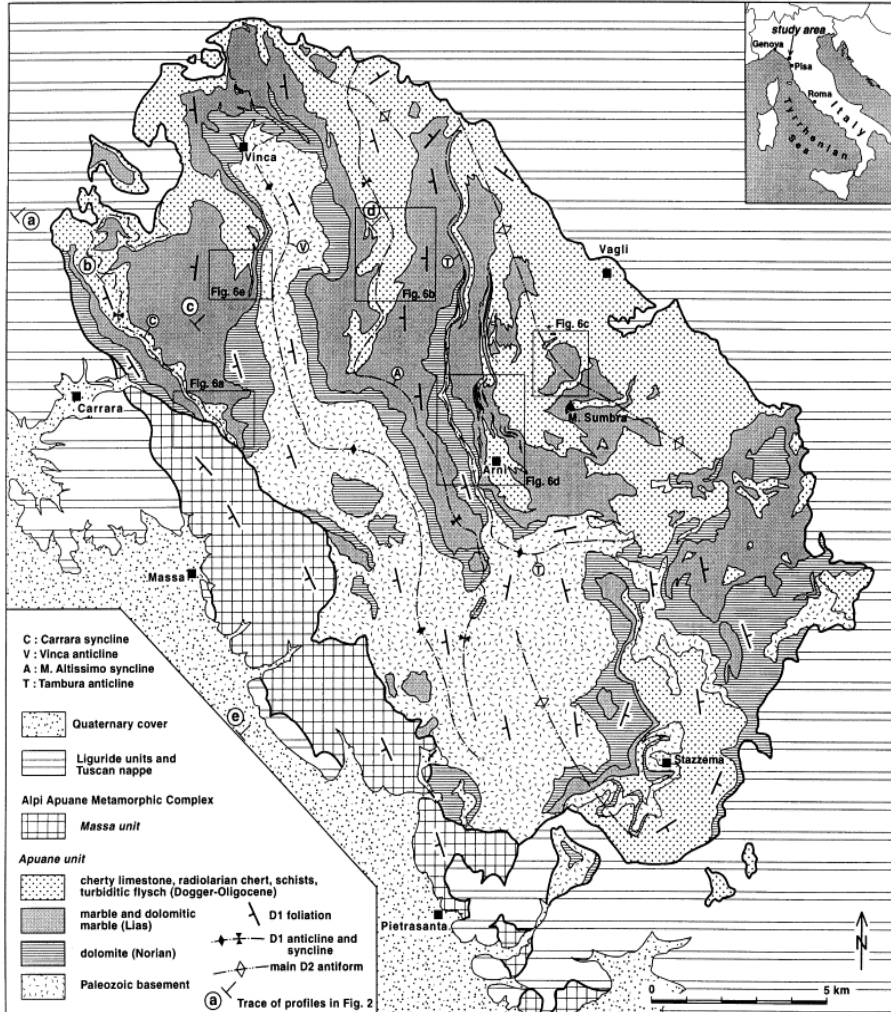 study area
Genova
Pisa
Roma
Italy
Tyrrhenian
Sea
Vinca
a
d
b
V
T
Vagli
Fig. 6e
Fig. 6b
c
C
Fig. 6c
A
Fig. 6a
Carrara
M. Sumbra
Arni
Fig. 6d
Massa
T
C : Carrara syncline
V : Vinca anticline
A : M. Altissimo syncline
T : Tambura anticline
e
Quaternary cover
Liguride units and
Tuscan nappe
Stazzema
Alpi Apuane Metamorphic Complex
Massa unit
Apuane unit
cherty limestone, radiolarian chert, schists,
turbiditic flysch (Dogger-Oligocene)
marble and dolomitic
marble (Lias)
D1 foliation
Pietrasanta
D1 anticline and
syncline
dolomite (Norian)
main D2 antiform
N
Paleozoic basement
0 5 km
a Trace of profiles in Fig. 2